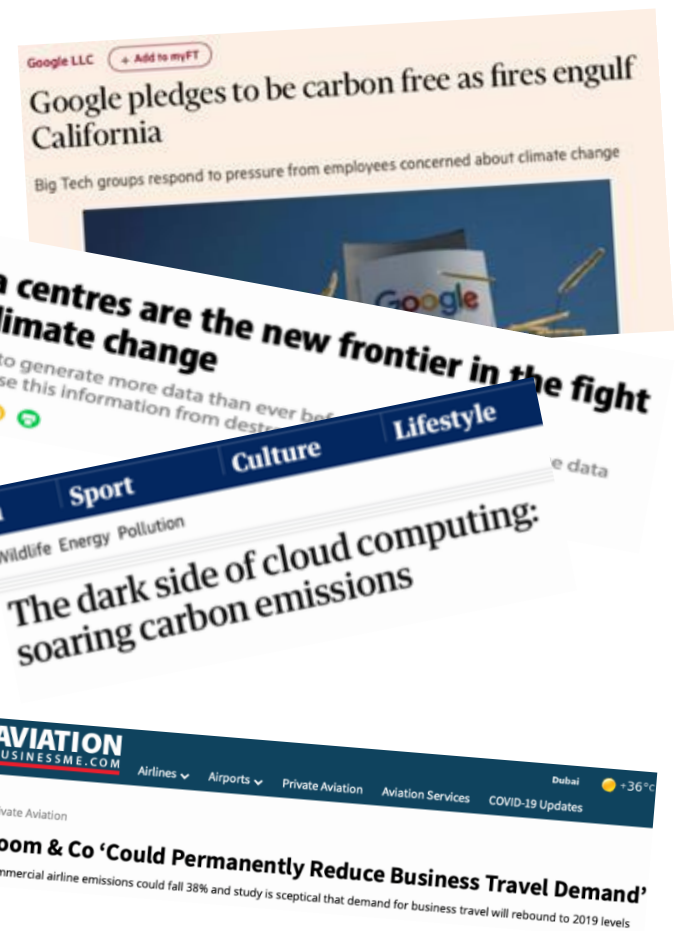 Google LLC + Add to myFT
Google pledges to be carbon free as fires engulf
California
Big Tech groups respond to pressure from employees concerned about climate change
Google
a centres are the new frontier in the fight
limate change
to generate more data than ever bef
se this information from destr
e data
Sport Culture Lifestyle
Wildlife Energy Pollution
The dark side of cloud computing:
soaring carbon emissions
AVIATION
USINESSME.COM
Airlines Airports Private Aviation Aviation Services COVID-19 Updates
Dubai +36°c
vate Aviation
oom & Co ‘Could Permanently Reduce Business Travel Demand’
mmercial airline emissions could fall 38% and study is sceptical that demand for business travel will rebound to 2019 levels